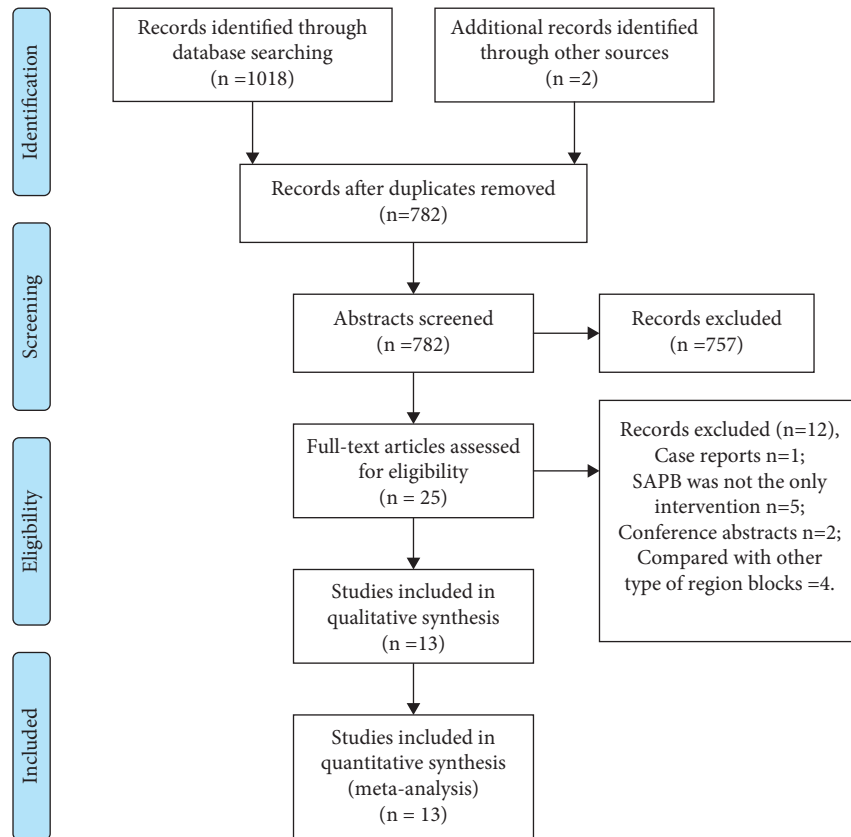 Identification
Records identified through
database searching
(n =1018)
Additional records identified
through other sources
(n =2)
Records after duplicates removed
(n=782)
Screening
Abstracts screened
(n =782)
Records excluded
(n =757)
Eligibility
Full-text articles assessed
for eligibility
(n = 25)
Records excluded (n=12),
Case reports n=1;
SAPB was not the only
intervention n=5;
Conference abstracts n=2;
Compared with other
type of region blocks =4.
Studies included in
qualitative synthesis
(n =13)
Included
Studies included in
quantitative synthesis
(meta-analysis)
(n = 13)